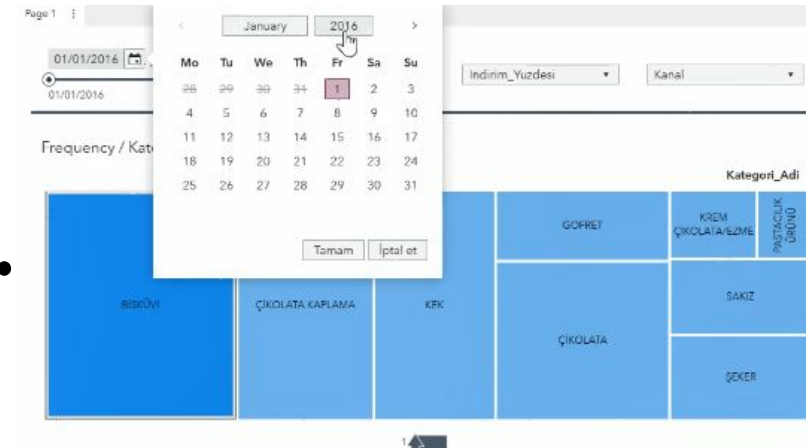 Page 1
January 2016
01/01/2016
Mo Tu We Th Fr Sa Su
28 29 30 31 1 2 3
4 5 6 7 8 9 10
11 12 13 14 15 16 17
18 19 20 21 22 23 24
25 26 27 28 29 30 31
Tamam İptal et
01/01/2016
Indirim_Yuzdesi
Kanal
Frequency / Kate
Kategori_Adi
BİSKÜVİ
ÇİKOLATA KAPLAMA
KEK
GOFRET
ÇİKOLATA
KREM
ÇİKOLATA/EZME
PASTACILIK
ÜRÜNÜ
SAKIZ
ŞEKER
1